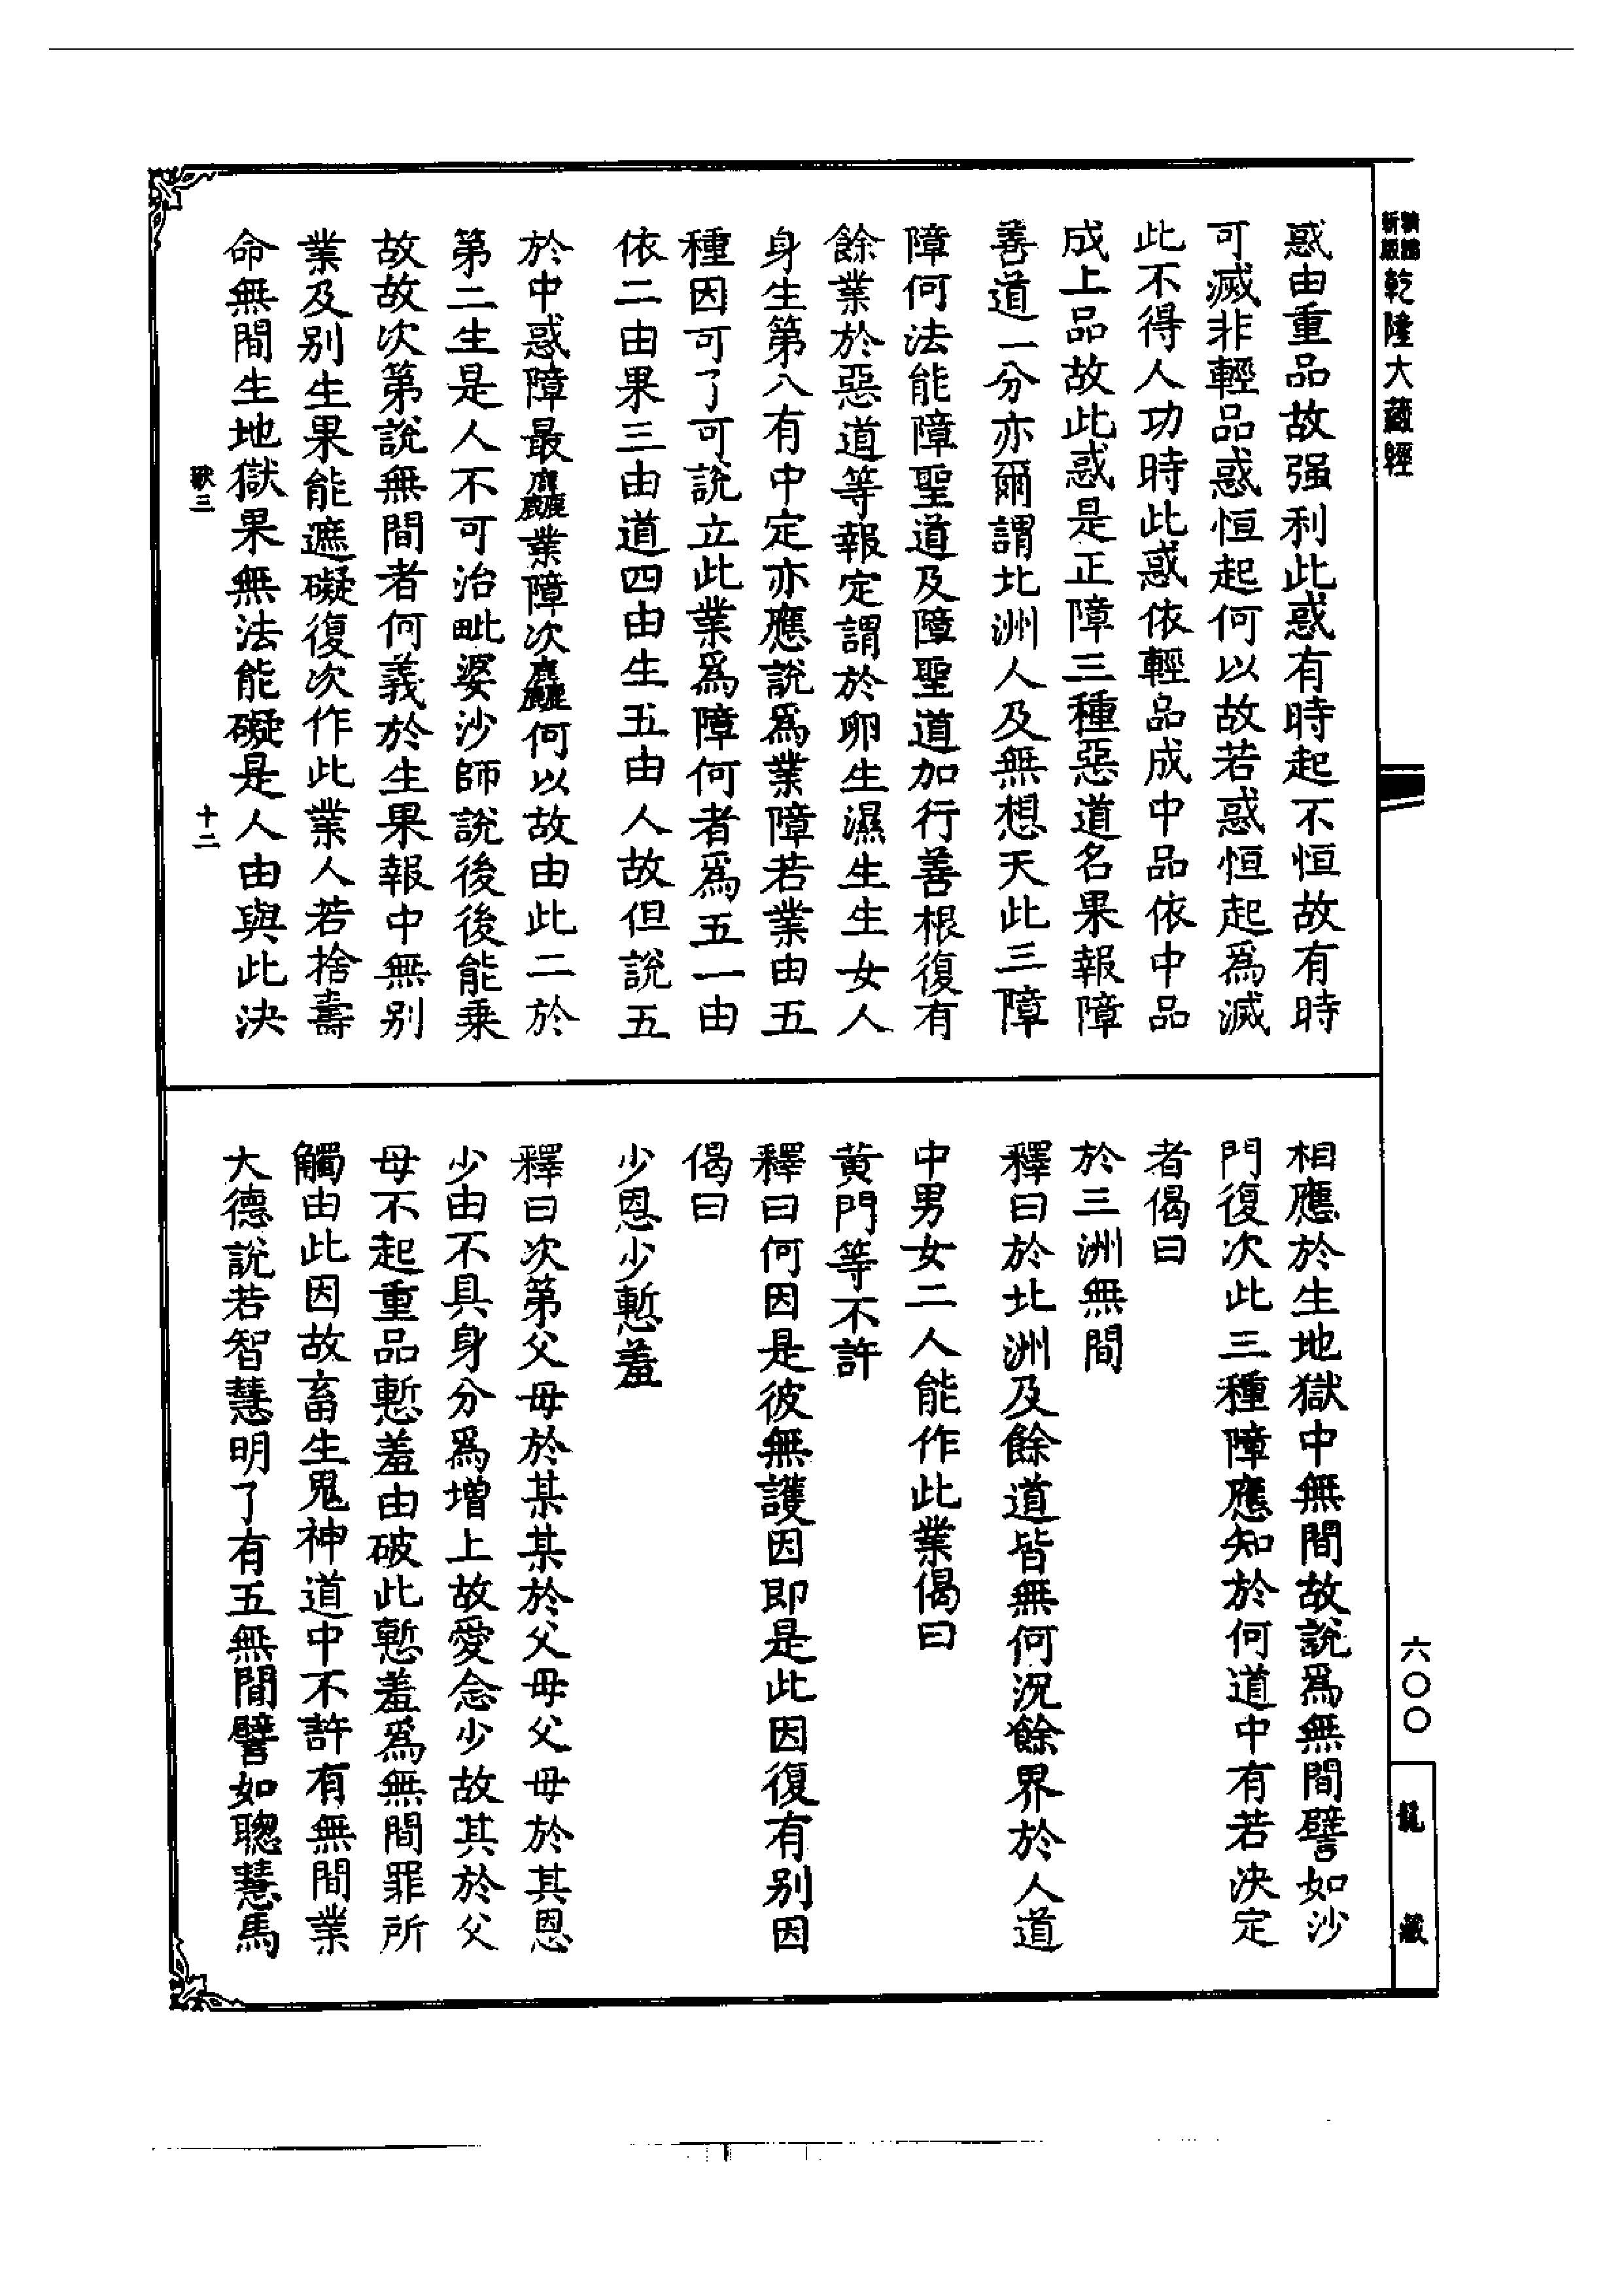 新版
精縮
乾隆大藏經
惑由重品故强利此惑有時起不恒故有時
可滅非輕品惑恒起何以故若惑恒起爲滅
此不得人功時此惑依輕品成中品依中品
成上品故此惑是正障三種惡道名果報障
善道一分亦爾謂北洲人及無想天此三障
障何法能障聖道及障聖道加行善根復有
餘業於惡道等報定謂於卵生濕生生女人
身生第八有中定亦應說爲業障若業由五
種因可了可說立此業爲障何者爲五一由
依二由果三由道四由生五由人故但說五
於中惑障最麤業障次麤何以故由此二於
第二生是人不可治毗婆沙師說後後能乗
故故次第說無間者何義於生果報中無别
業及别生果能遮礙復次作此業人若捨壽
命無間生地獄果無法能礙是人由與此決
歌三
十二
相應於生地獄中無間故說爲無間譬如沙
門復次此三種障應知於何道中有若決定
者偈曰
於三洲無間
釋曰於北洲及餘道皆無何況餘界於人道
中男女二人能作此業偈曰
黄門等不許
釋曰何因是彼無護因即是此因復有别因
偈曰
少恩少慙羞
釋曰次第父母於某某於父母父母於其恩
少由不具身分爲增上故愛念少故其於父
母不起重品慙羞由破此慙羞爲無間罪所
觸由此因故畜生鬼神道中不許有無間業
大德說若智慧明了有五無間譬如聰慧馬
六〇〇
龍藏